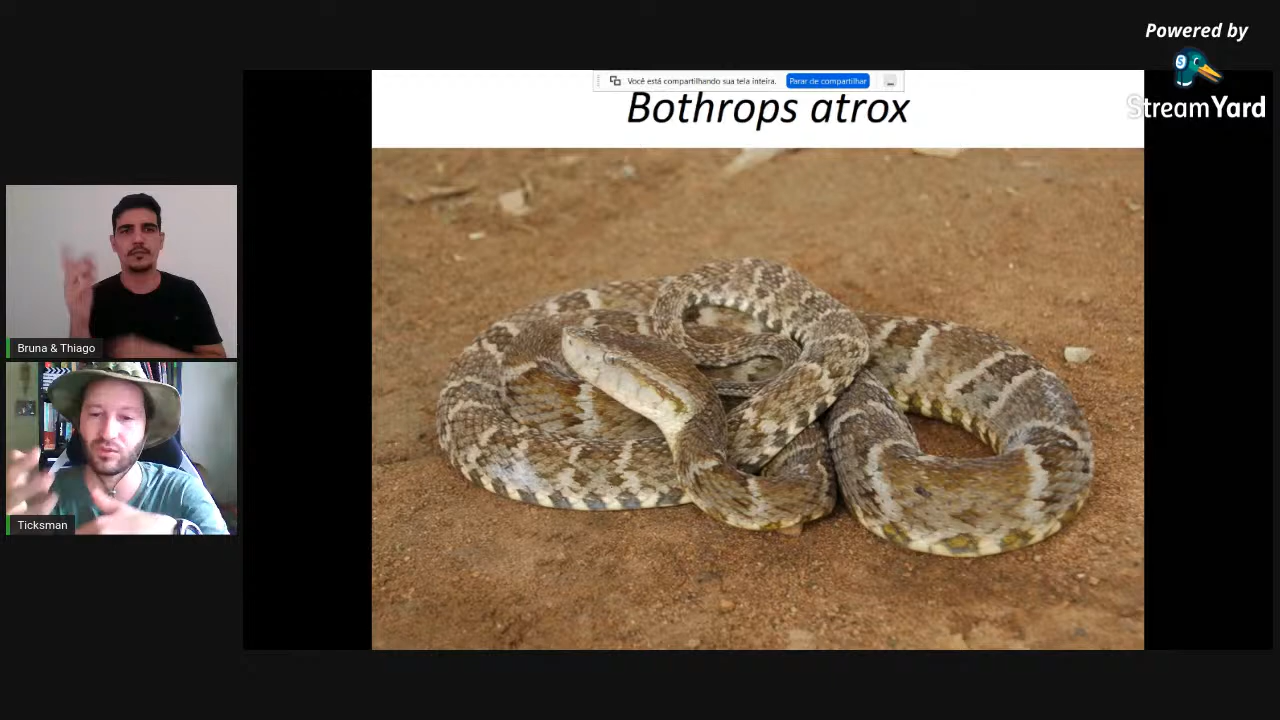 Powered by
StreamYard
Você está compartilhando sua tela inteira.
Parar de compartilhar
Bothrops atrox
Bruna & Thiago
Ticksman